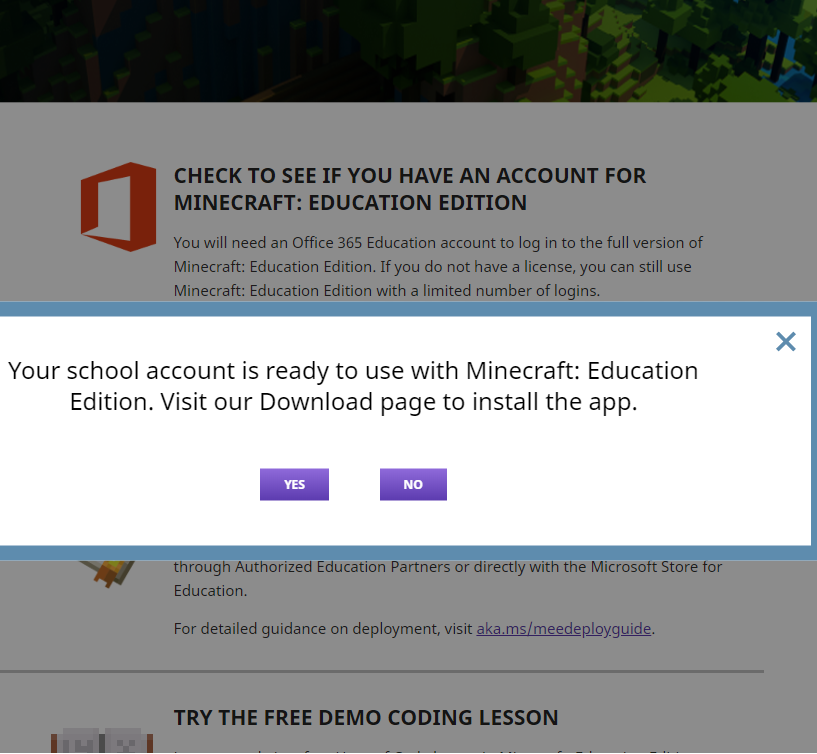 CHECK TO SEE IF YOU HAVE AN ACCOUNT FOR
MINECRAFT: EDUCATION EDITION
You will need an Office 365 Education account to log in to the full version of
Minecraft: Education Edition. If you do not have a license, you can still use
Minecraft: Education Edition with a limited number of logins.
Your school account is ready to use with Minecraft: Education
Edition. Visit our Download page to install the app.
YES NO
through Authorized Education Partners or directly with the Microsoft Store for
Education.
For detailed guidance on deployment, visit aka.ms/meedeployguide.
TRY THE FREE DEMO CODING LESSON